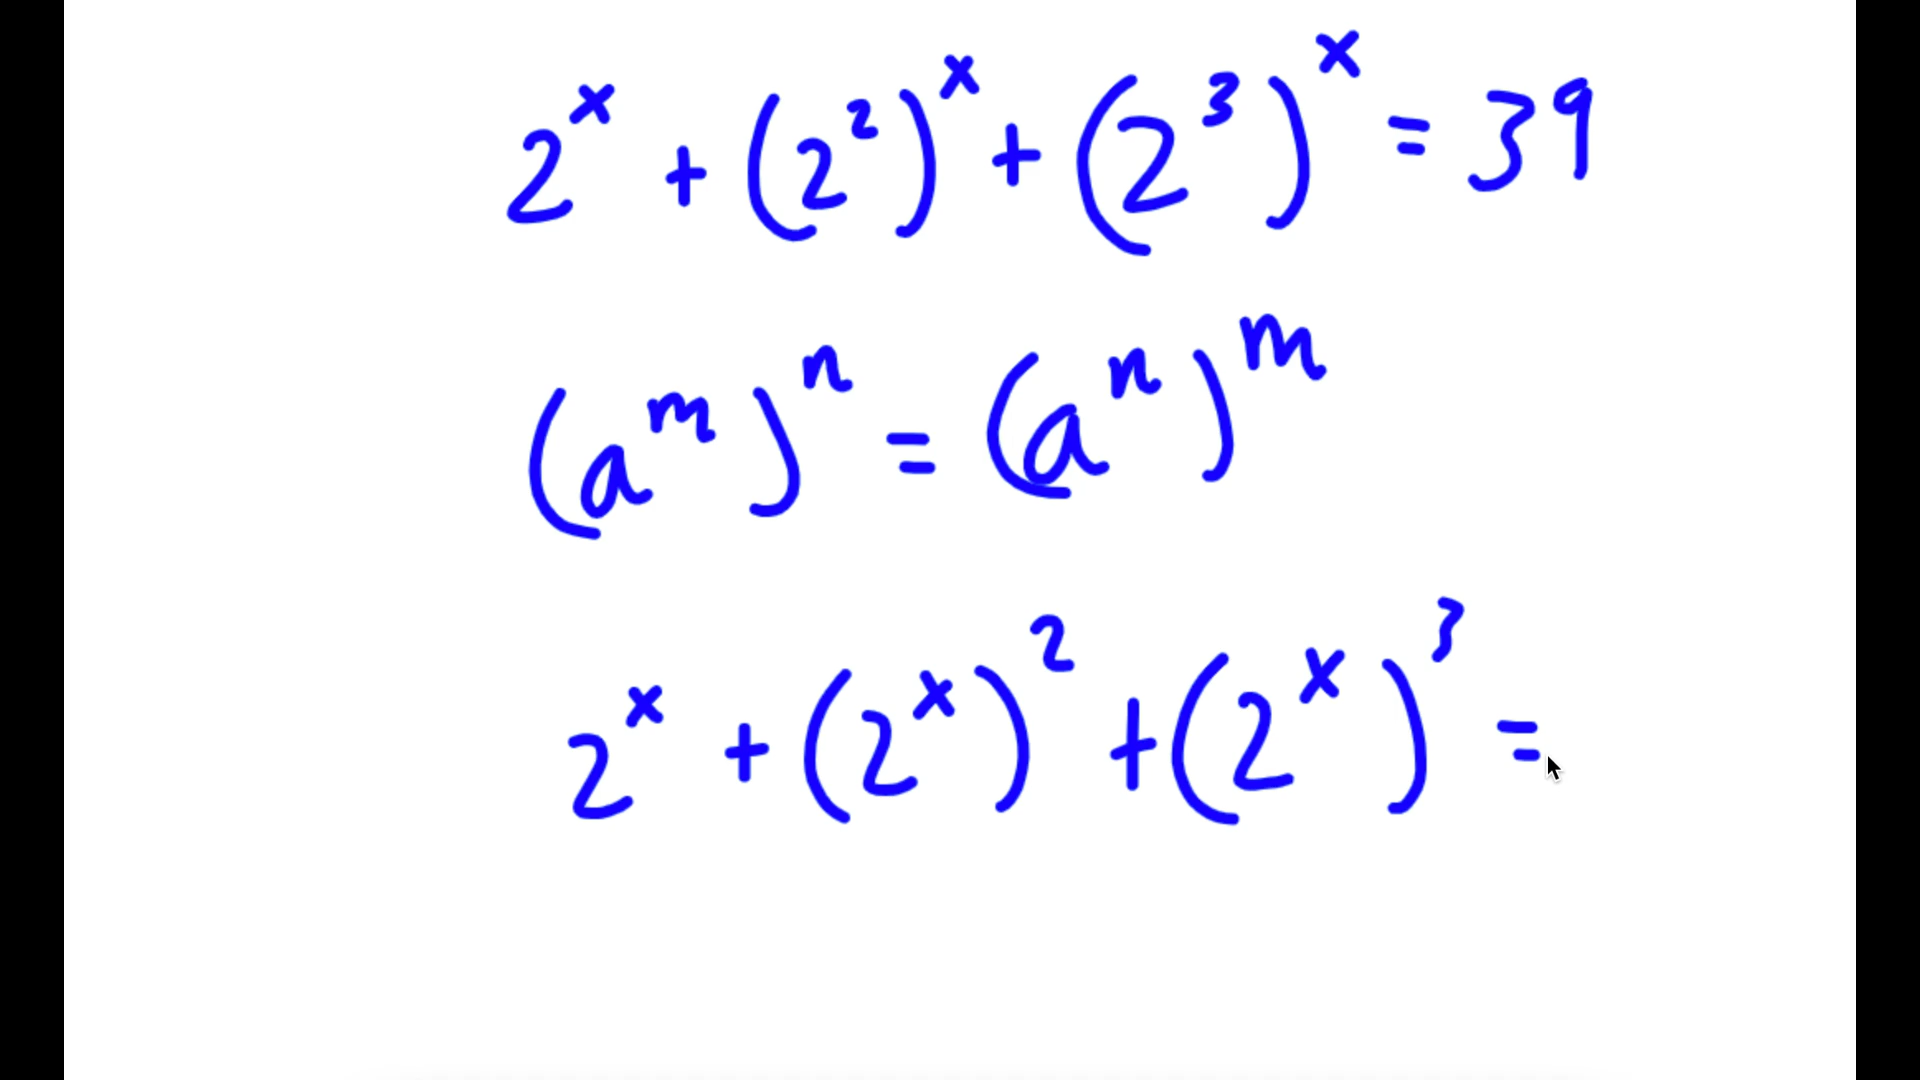 2^x + (2^2)^x + (2^3)^x = 39
(a^m)^n = (a^n)^m
2^x + (2^x)^2 + (2^x)^3 =